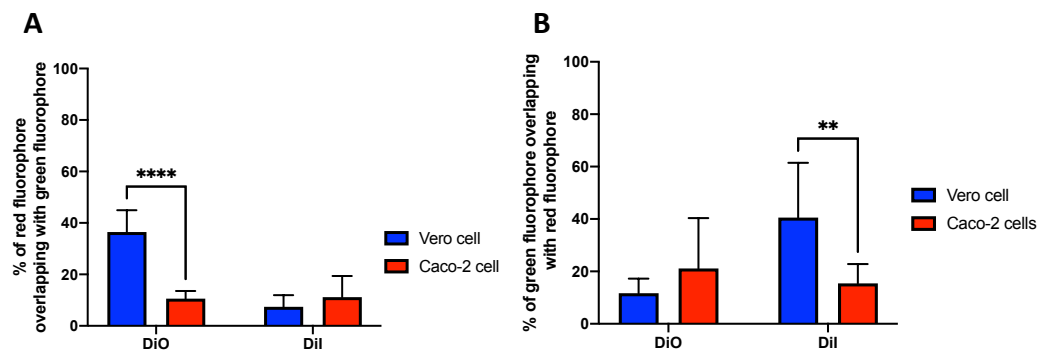 A
% of red fluorophore
overlapping with green fluorophore
100
80
60
40
20
0
****
DiO
DiI
Vero cell
Caco-2 cell
B
% of green fluorophore overlapping
with red fluorophore
100
80
60
40
20
0
**
DiO
DiI
Vero cell
Caco-2 cells